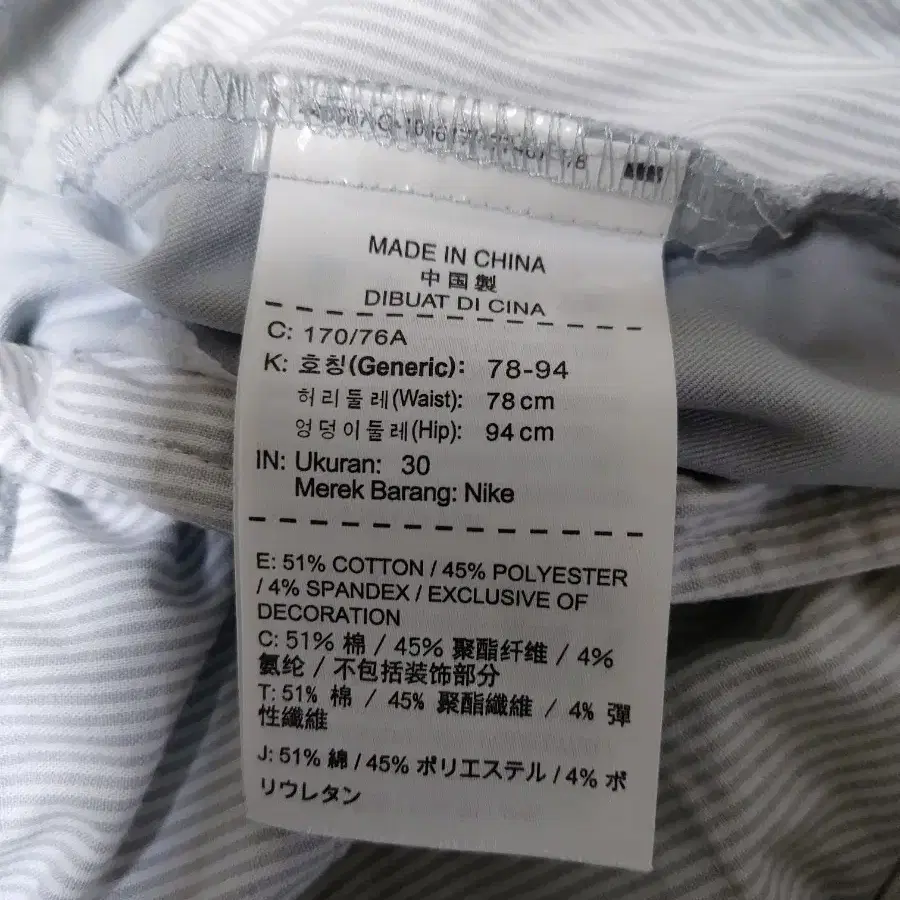 MADE IN CHINA
中国製
DIBUAT DI CINA
C: 170/76A
K: 호칭(Generic): 78-94
허리둘레(Waist): 78 cm
엉덩이둘레(Hip): 94 cm
IN: Ukuran: 30
Merek Barang: Nike
E: 51% COTTON / 45% POLYESTER
/ 4% SPANDEX / EXCLUSIVE OF
DECORATION
C: 51% 棉 / 45% 聚酯纤维 / 4%
氨纶 / 不包括装饰部分
T: 51% 棉 / 45% 聚酯纖維 / 4% 彈
性纖維
J: 51% 綿 / 45% ポリエステル / 4% ポ
リウレタン